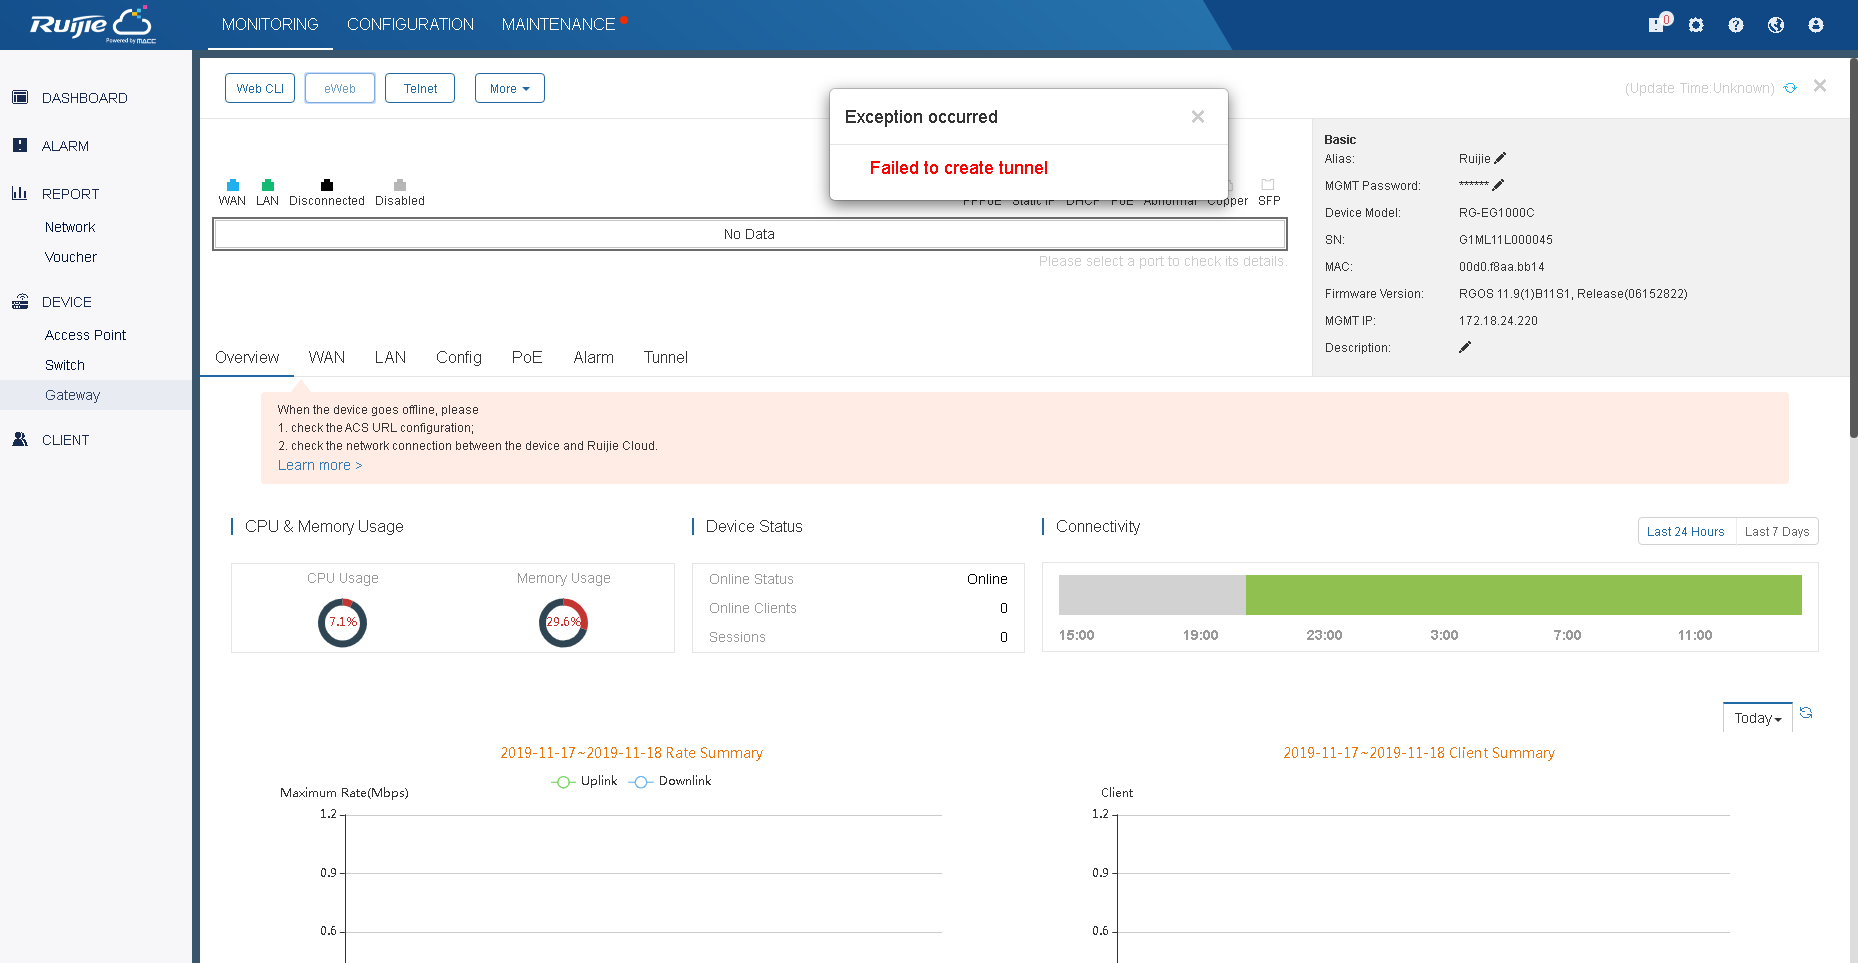 Ruijie
Powered by MACC
MONITORING CONFIGURATION MAINTENANCE
0
DASHBOARD
ALARM
REPORT
Network
Voucher
DEVICE
Access Point
Switch
Gateway
CLIENT
Web CLI eWeb Telnet More
(Update Time:Unknown)
Exception occurred
Failed to create tunnel
WAN LAN Disconnected Disabled
PPPoE Static IP DHCP PoE Abnormal Copper SFP
No Data
Please select a port to check its details.
Basic
Alias: Ruijie
MGMT Password: ******
Device Model: RG-EG1000C
SN: G1ML11L000045
MAC: 00d0.f8aa.bb14
Firmware Version: RGOS 11.9(1)B11S1, Release(06152822)
MGMT IP: 172.18.24.220
Description:
Overview WAN LAN Config PoE Alarm Tunnel
When the device goes offline, please
1. check the ACS URL configuration;
2. check the network connection between the device and Ruijie Cloud.
Learn more >
CPU & Memory Usage
CPU Usage Memory Usage
7.1% 29.6%
Device Status
Online Status Online
Online Clients 0
Sessions 0
Connectivity
Last 24 Hours Last 7 Days
15:00 19:00 23:00 3:00 7:00 11:00
Today
2019-11-17~2019-11-18 Rate Summary
Uplink Downlink
Maximum Rate(Mbps)
1.2
0.9
0.6
2019-11-17~2019-11-18 Client Summary
Client
1.2
0.9
0.6